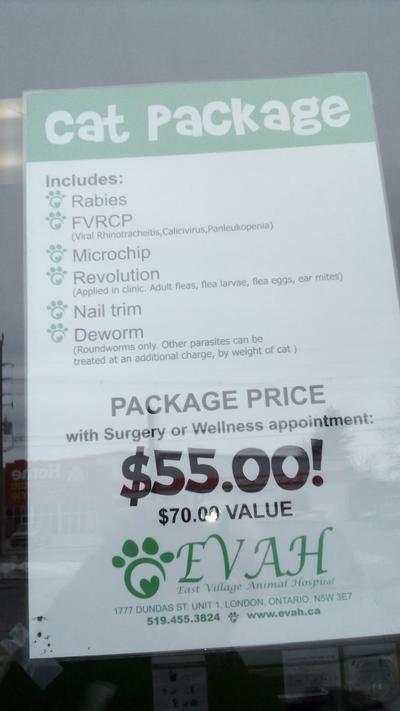 cat package
Includes:
Rabies
FVRCP
(Viral Rhinotracheitis,Calicivirus,Panleukopenia)
Microchip
Revolution
(Applied in clinic. Adult fleas, flea larvae, flea eggs, ear mites)
Nail trim
Deworm
(Roundworms only. Other parasites can be
treated at an additional charge, by weight of cat )
PACKAGE PRICE
with Surgery or Wellness appointment:
$55.00!
$70.00 VALUE
EVAH
East Village Animal Hospital
1777 DUNDAS ST. UNIT 1, LONDON, ONTARIO, N5W 3E7
519.455.3824 www.evah.ca